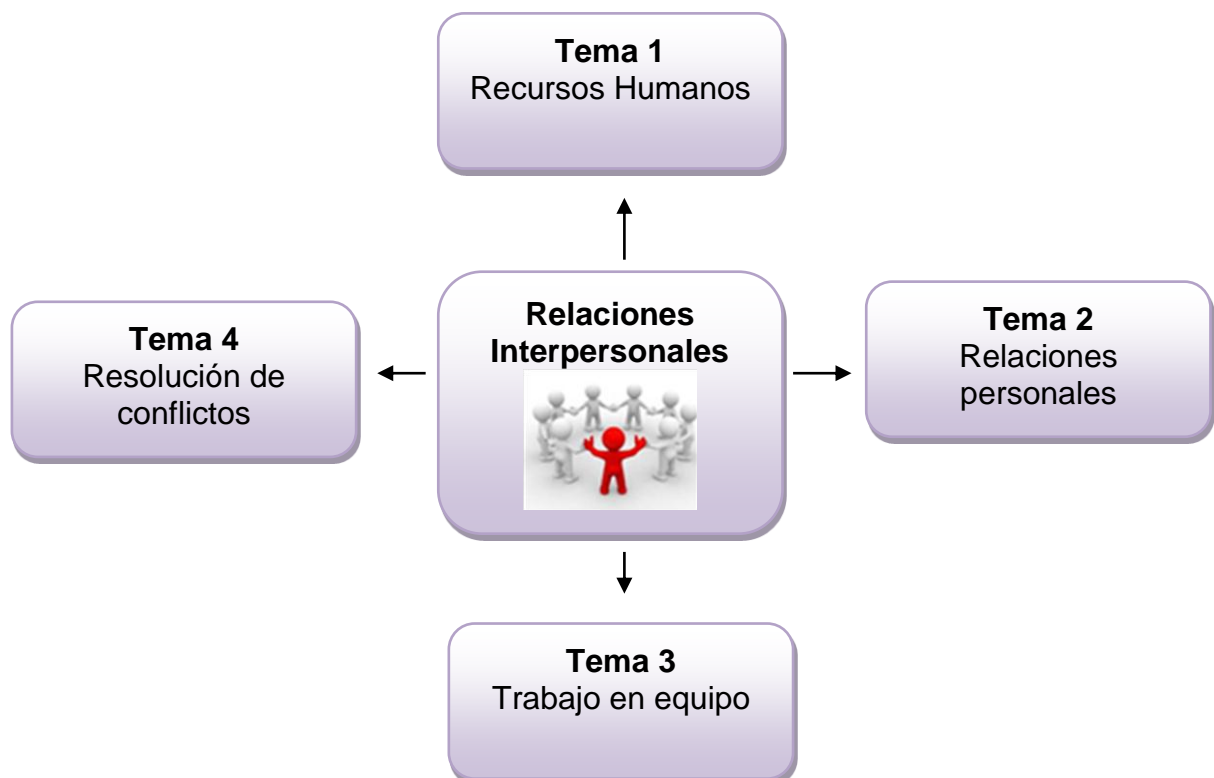 Tema 1
Recursos Humanos
Relaciones
Interpersonales
Tema 4
Resolución de
conflictos
Tema 2
Relaciones
personales
Tema 3
Trabajo en equipo